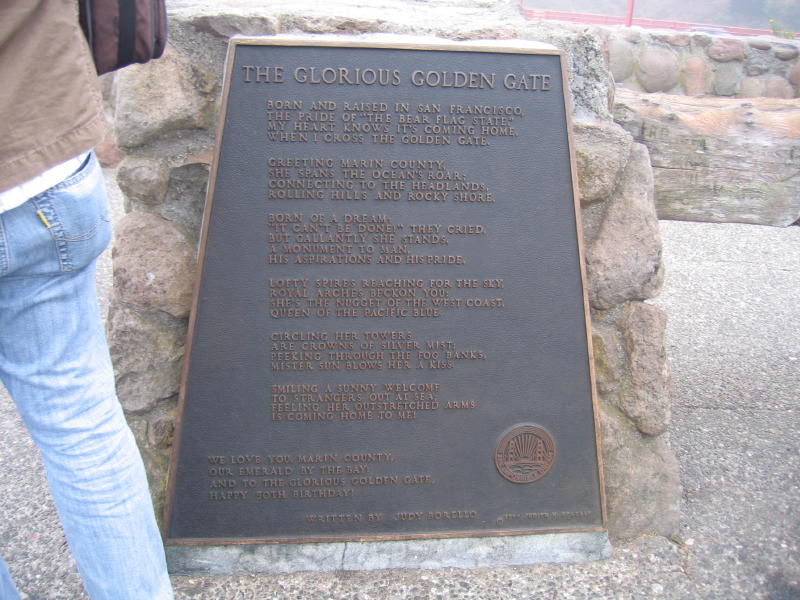 THE GLORIOUS GOLDEN GATE
BORN AND RAISED IN SAN FRANCISCO,
THE PRIDE OF "THE BEAR FLAG STATE"
MY HEART KNOWS IT'S COMING HOME,
WHEN I CROSS THE GOLDEN GATE.
GREETING MARIN COUNTY,
SHE SPANS THE OCEAN'S ROAR;
CONNECTING TO THE HEADLANDS,
ROLLING HILLS AND ROCKY SHORE.
BORN OF A DREAM;
"IT CAN'T BE DONE!" THEY CRIED,
BUT GALLANTLY SHE STANDS,
A MONUMENT TO MAN,
HIS ASPIRATIONS AND HIS PRIDE.
LOFTY SPIRES REACHING FOR THE SKY,
ROYAL ARCHES BECKON YOU;
SHE'S THE NUGGET OF THE WEST COAST,
QUEEN OF THE PACIFIC BLUE.
CIRCLING HER TOWERS
ARE CROWNS OF SILVER MIST;
PEEKING THROUGH THE FOG BANKS,
MISTER SUN BLOWS HER A KISS.
SMILING A SUNNY WELCOME
TO STRANGERS OUT AT SEA,
FEELING HER OUTSTRETCHED ARMS
IS COMING HOME TO ME!
WE LOVE YOU, MARIN COUNTY,
OUR EMERALD BY THE BAY;
AND TO THE GLORIOUS GOLDEN GATE,
HAPPY 50TH BIRTHDAY!
WRITTEN BY JUDY BORELLO